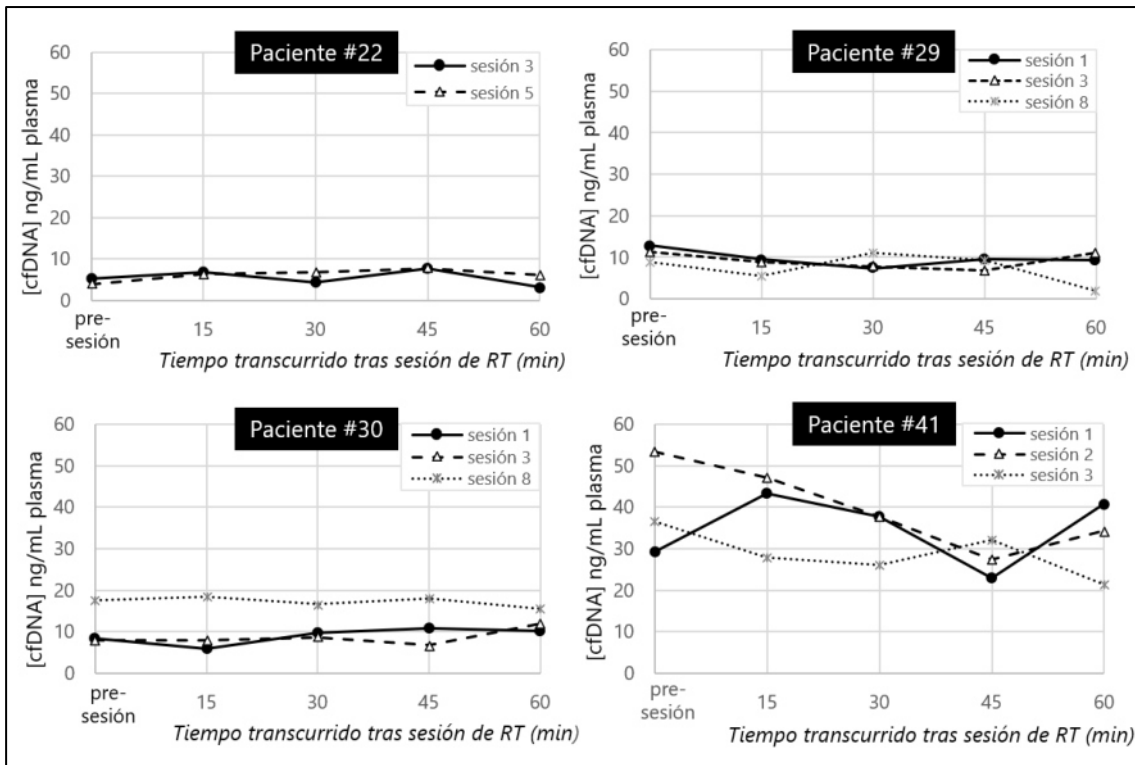 Paciente #22
sesión 3
sesión 5
[cfDNA] ng/mL plasma
60
50
40
30
20
10
0
pre-
sesión
15
30
45
60
Tiempo transcurrido tras sesión de RT (min)
Paciente #29
sesión 1
sesión 3
sesión 8
[cfDNA] ng/mL plasma
60
50
40
30
20
10
0
pre-
sesión
15
30
45
60
Tiempo transcurrido tras sesión de RT (min)
Paciente #30
sesión 1
sesión 3
sesión 8
[cfDNA] ng/mL plasma
60
50
40
30
20
10
0
pre-
sesión
15
30
45
60
Tiempo transcurrido tras sesión de RT (min)
Paciente #41
sesión 1
sesión 2
sesión 3
[cfDNA] ng/mL plasma
60
50
40
30
20
10
0
pre-
sesión
15
30
45
60
Tiempo transcurrido tras sesión de RT (min)